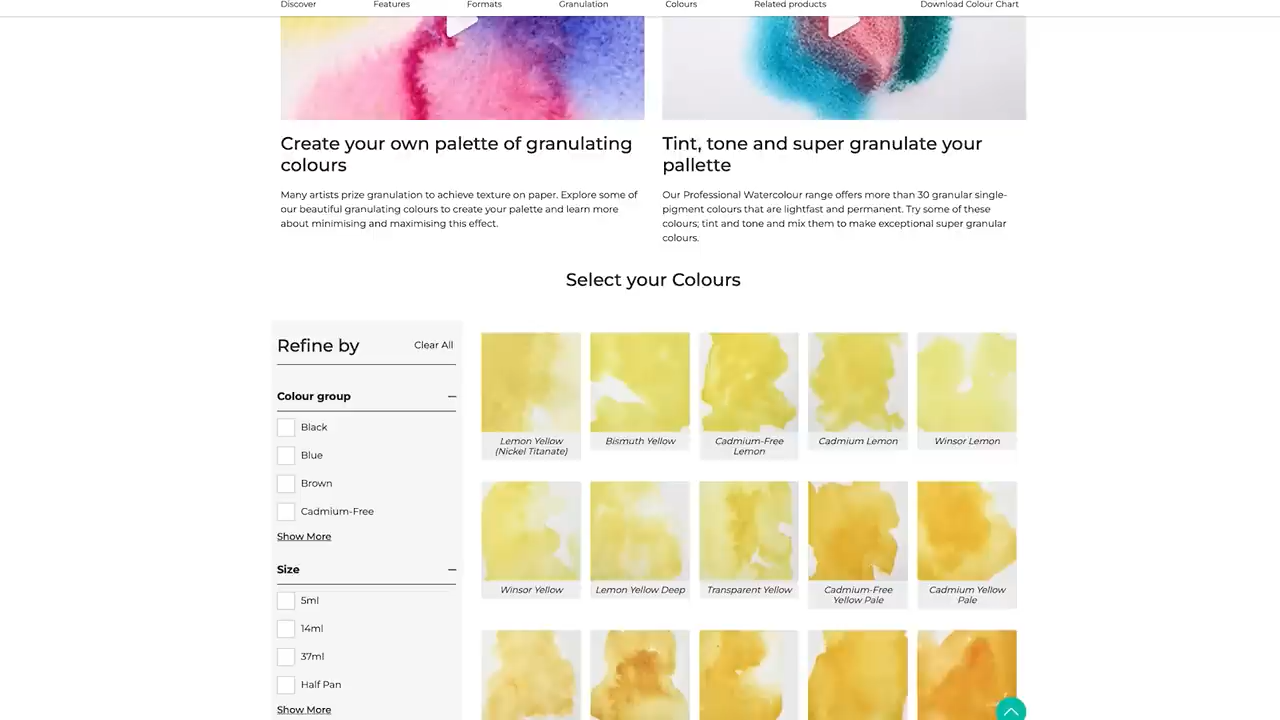 Discover
Features
Formats
Granulation
Colours
Related products
Download Colour Chart
Create your own palette of granulating
colours
Many artists prize granulation to achieve texture on paper. Explore some of
our beautiful granulating colours to create your palette and learn more
about minimising and maximising this effect.
Tint, tone and super granulate your
pallette
Our Professional Watercolour range offers more than 30 granular single-
pigment colours that are lightfast and permanent. Try some of these
colours; tint and tone and mix them to make exceptional super granular
colours.
Select your Colours
Refine by
Clear All
Colour group
Black
Blue
Brown
Cadmium-Free
Show More
Size
5ml
14ml
37ml
Half Pan
Show More
Lemon Yellow
(Nickel Titanate)
Bismuth Yellow
Cadmium-Free
Lemon
Cadmium Lemon
Winsor Lemon
Winsor Yellow
Lemon Yellow Deep
Transparent Yellow
Cadmium-Free
Yellow Pale
Cadmium Yellow
Pale